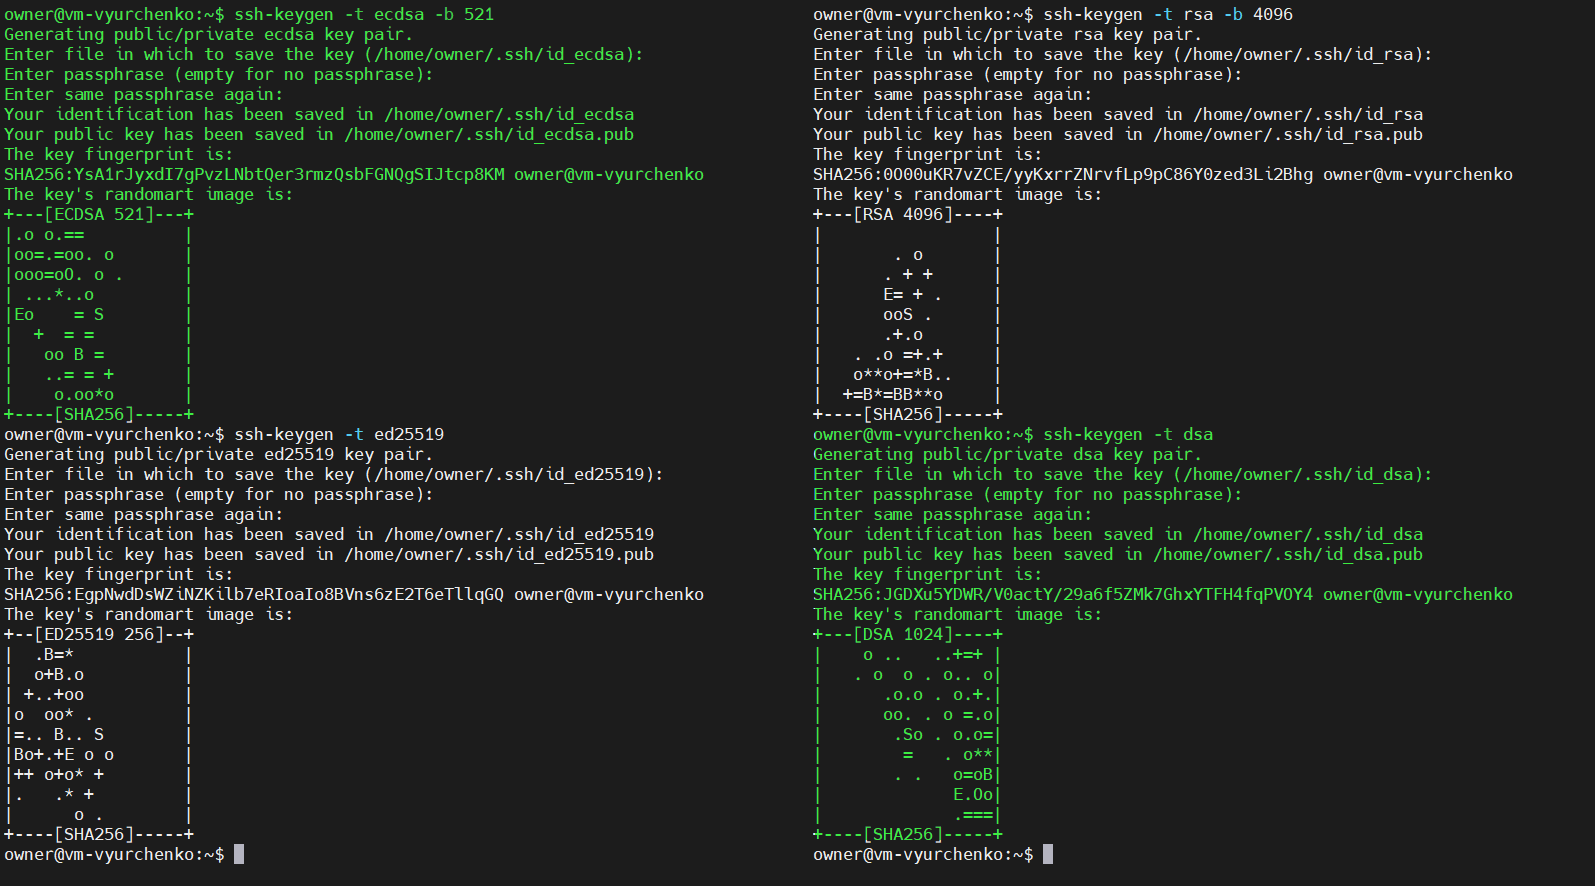 owner@vm-vyurchenko:~$ ssh-keygen -t ecdsa -b 521
Generating public/private ecdsa key pair.
Enter file in which to save the key (/home/owner/.ssh/id_ecdsa):
Enter passphrase (empty for no passphrase):
Enter same passphrase again:
Your identification has been saved in /home/owner/.ssh/id_ecdsa
Your public key has been saved in /home/owner/.ssh/id_ecdsa.pub
The key fingerprint is:
SHA256:YsA1rJyxdI7gPvzLNbtQer3rmzQsbFGNQgSIJtcp8KM owner@vm-vyurchenko
The key's randomart image is:
+---[ECDSA 521]---+
|.o o.==          |
|oo=.=oo. o       |
|ooo=oO. o .      |
| ...*..o         |
|Eo    = S        |
|  +  = =         |
|   oo B =        |
|   ..= = +       |
|    o.oo*o       |
+----[SHA256]-----+
owner@vm-vyurchenko:~$ ssh-keygen -t ed25519
Generating public/private ed25519 key pair.
Enter file in which to save the key (/home/owner/.ssh/id_ed25519):
Enter passphrase (empty for no passphrase):
Enter same passphrase again:
Your identification has been saved in /home/owner/.ssh/id_ed25519
Your public key has been saved in /home/owner/.ssh/id_ed25519.pub
The key fingerprint is:
SHA256:EgpNwdDsWZiNZKilb7eRIoaIo8BVns6zE2T6eTllqGQ owner@vm-vyurchenko
The key's randomart image is:
+--[ED25519 256]--+
|  .B=*           |
|  o+B.o          |
| +..+oo          |
|o  oo* .         |
|=.. B.. S        |
|Bo+.+E o o       |
|++ o+o* +        |
|.   .* +         |
|      o .        |
+----[SHA256]-----+
owner@vm-vyurchenko:~$
owner@vm-vyurchenko:~$ ssh-keygen -t rsa -b 4096
Generating public/private rsa key pair.
Enter file in which to save the key (/home/owner/.ssh/id_rsa):
Enter passphrase (empty for no passphrase):
Enter same passphrase again:
Your identification has been saved in /home/owner/.ssh/id_rsa
Your public key has been saved in /home/owner/.ssh/id_rsa.pub
The key fingerprint is:
SHA256:0000uKR7vZCE/yyKxrrZNrvfLp9pC86Y0zed3Li2Bhg owner@vm-vyurchenko
The key's randomart image is:
+---[RSA 4096]----+
|                 |
|       . o       |
|      . + +      |
|      E= + .     |
|      ooS .      |
|      .+.o       |
|   . .o =+.+     |
|   o**o+=*B..    |
|  +=B*=BB**o     |
+----[SHA256]-----+
owner@vm-vyurchenko:~$ ssh-keygen -t dsa
Generating public/private dsa key pair.
Enter file in which to save the key (/home/owner/.ssh/id_dsa):
Enter passphrase (empty for no passphrase):
Enter same passphrase again:
Your identification has been saved in /home/owner/.ssh/id_dsa
Your public key has been saved in /home/owner/.ssh/id_dsa.pub
The key fingerprint is:
SHA256:JGDXu5YDWR/V0actY/29a6f5ZMk7GhxYTFH4fqPVOY4 owner@vm-vyurchenko
The key's randomart image is:
+---[DSA 1024]----+
|    o ..   ..+=+ |
|   . o  o . o.. o|
|      .o.o . o.+.|
|      oo. . o =.o|
|       .So . o.o=|
|        =   . o**|
|       . .   o=oB|
|             E.Oo|
|             .===|
+----[SHA256]-----+
owner@vm-vyurchenko:~$